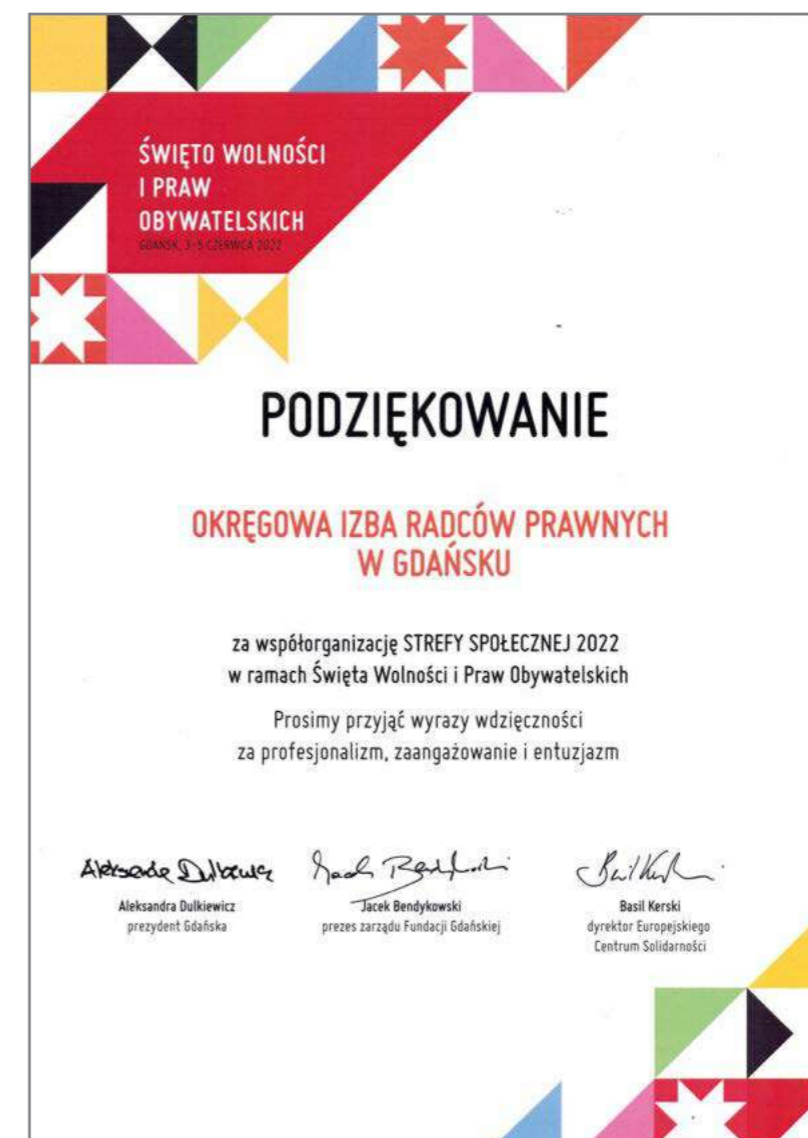 ŚWIĘTO WOLNOŚCI
I PRAW
OBYWATELSKICH
GDAŃSK, 3-5 CZERWCA 2022
PODZIĘKOWANIE
OKRĘGOWA IZBA RADCÓW PRAWNYCH
W GDAŃSKU
za współorganizację STREFY SPOŁECZNEJ 2022
w ramach Święta Wolności i Praw Obywatelskich
Prosimy przyjąć wyrazy wdzięczności
za profesjonalizm, zaangażowanie i entuzjazm
Aleksandra Dulkiewicz
prezydent Gdańska
Jacek Bendykowski
prezes zarządu Fundacji Gdańskiej
Basil Kerski
dyrektor Europejskiego
Centrum Solidarności